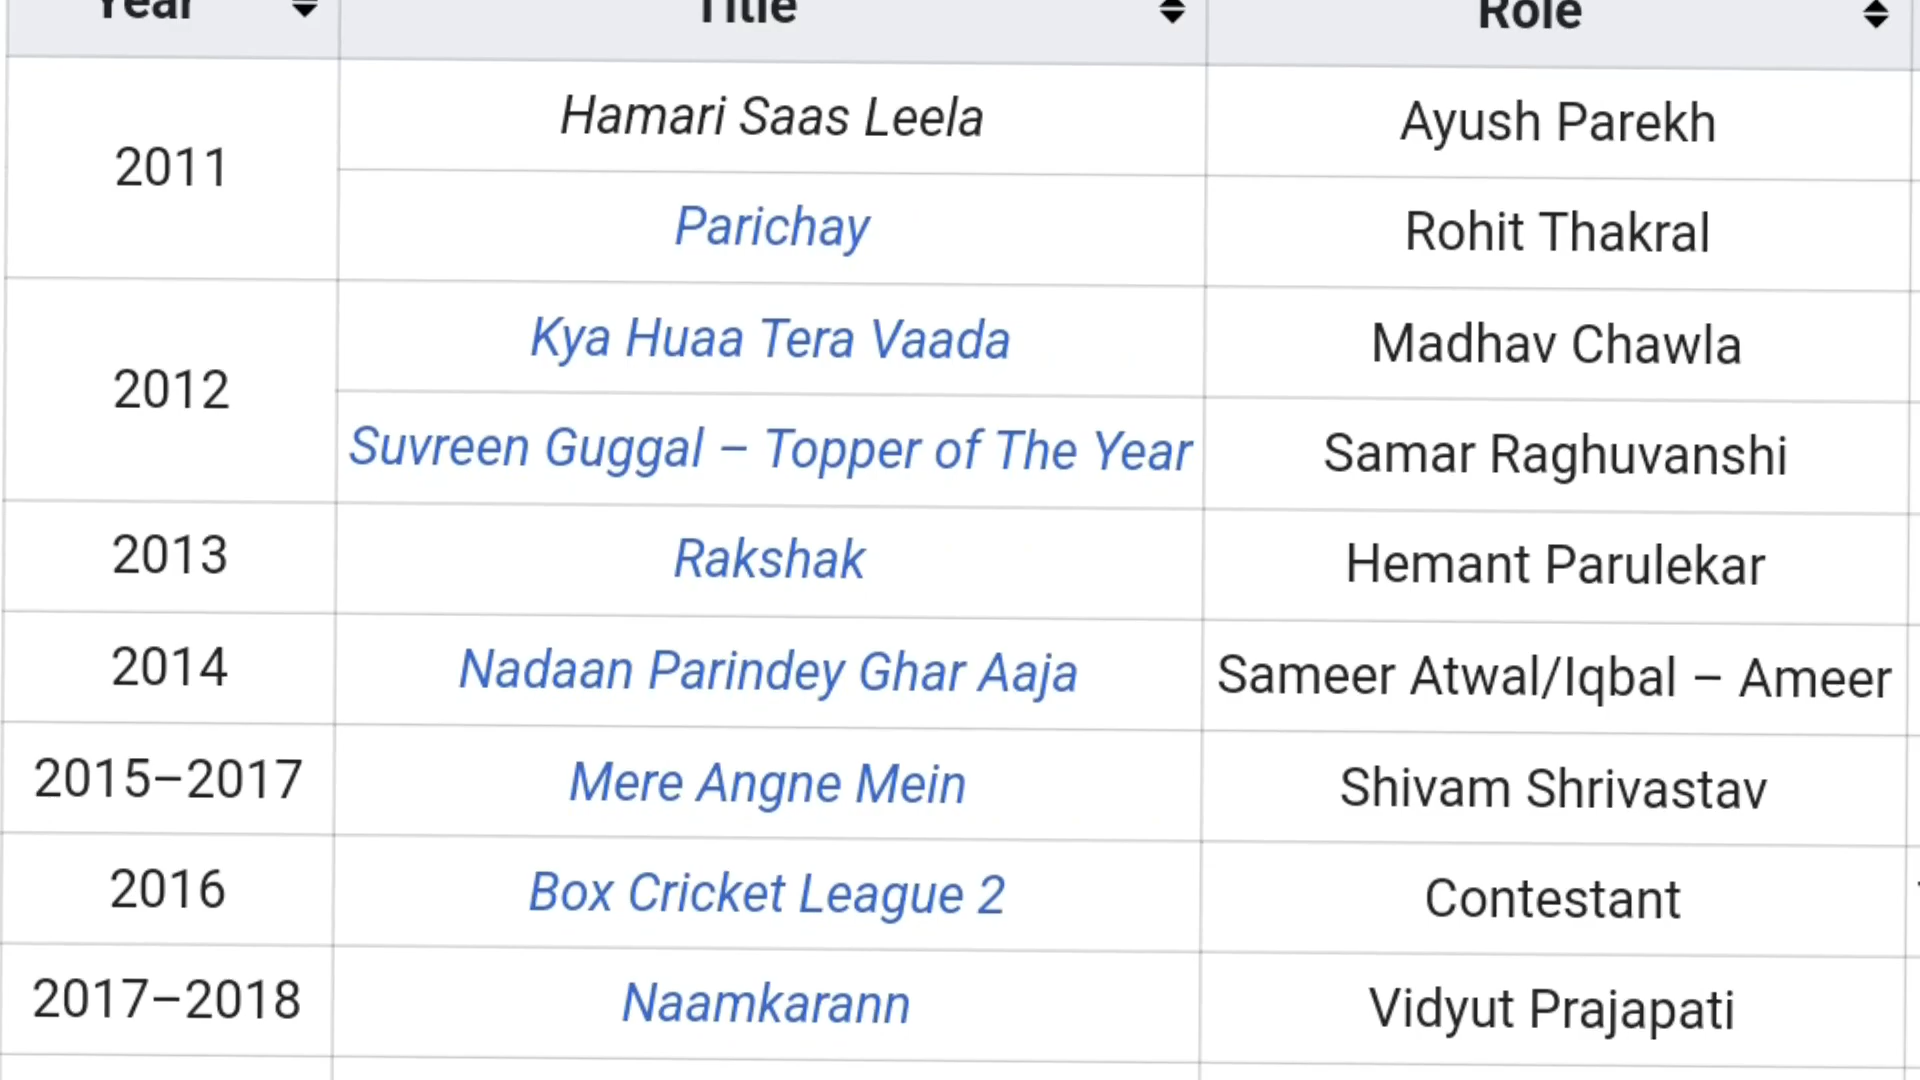 Year Title Role
2011 Hamari Saas Leela Ayush Parekh
Parichay Rohit Thakral
2012 Kya Huaa Tera Vaada Madhav Chawla
Suvreen Guggal – Topper of The Year Samar Raghuvanshi
2013 Rakshak Hemant Parulekar
2014 Nadaan Parindey Ghar Aaja Sameer Atwal/Iqbal – Ameer
2015–2017 Mere Angne Mein Shivam Shrivastav
2016 Box Cricket League 2 Contestant
2017–2018 Naamkarann Vidyut Prajapati